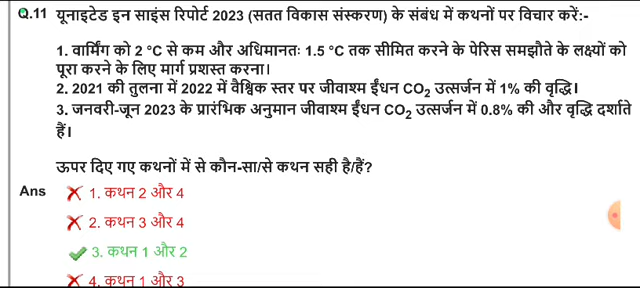 Q.11 यूनाइटेड इन साइंस रिपोर्ट 2023 (सतत विकास संस्करण) के संबंध में कथनों पर विचार करें:-
1. वार्मिंग को 2 °C से कम और अधिमानतः 1.5 °C तक सीमित करने के पेरिस समझौते के लक्ष्यों को
पूरा करने के लिए मार्ग प्रशस्त करना।
2. 2021 की तुलना में 2022 में वैश्विक स्तर पर जीवाश्म ईंधन CO₂ उत्सर्जन में 1% की वृद्धि।
3. जनवरी-जून 2023 के प्रारंभिक अनुमान जीवाश्म ईंधन CO₂ उत्सर्जन में 0.8% की और वृद्धि दर्शाते
हैं।
ऊपर दिए गए कथनों में से कौन-सा/से कथन सही है/हैं?
Ans 1. कथन 2 और 4
2. कथन 3 और 4
3. कथन 1 और 2
4. कथन 1 और 3